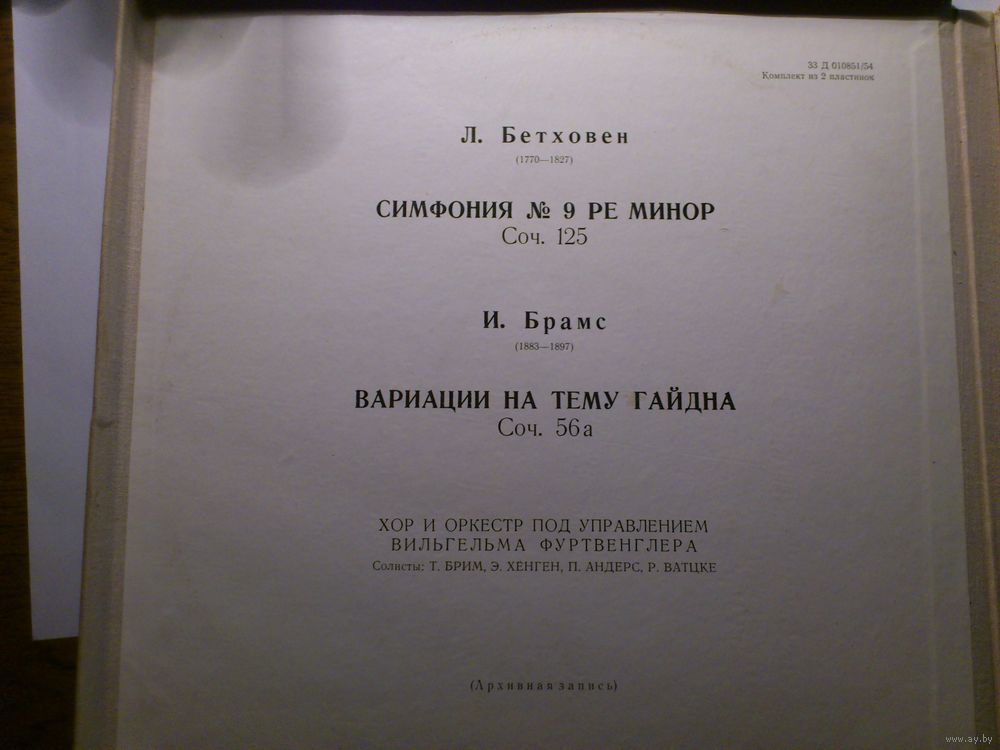 33 Д 010851/54
Комплект из 2 пластинок
Л. Бетховен
(1770—1827)
СИМФОНИЯ № 9 РЕ МИНОР
Соч. 125
И. Брамс
(1883—1897)
ВАРИАЦИИ НА ТЕМУ ГАЙДНА
Соч. 56а
ХОР И ОРКЕСТР ПОД УПРАВЛЕНИЕМ
ВИЛЬГЕЛЬМА ФУРТВЕНГЛЕРА
Солисты: Т. БРИМ, Э. ХЕНГЕН, П. АНДЕРС, Р. ВАТЦКЕ
(Архивная запись)
www.ay.by